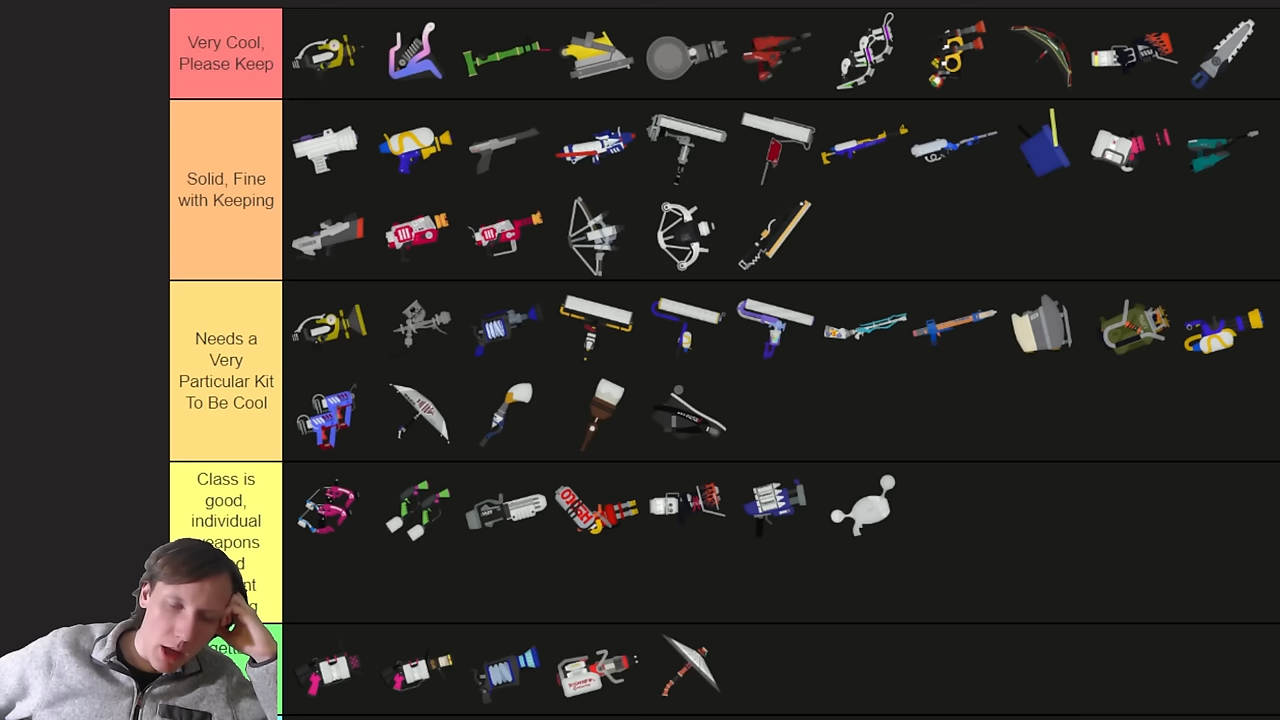 Very Cool,
Please Keep
Solid, Fine
with Keeping
Needs a
Very
Particular Kit
To Be Cool
Class is
good,
individual